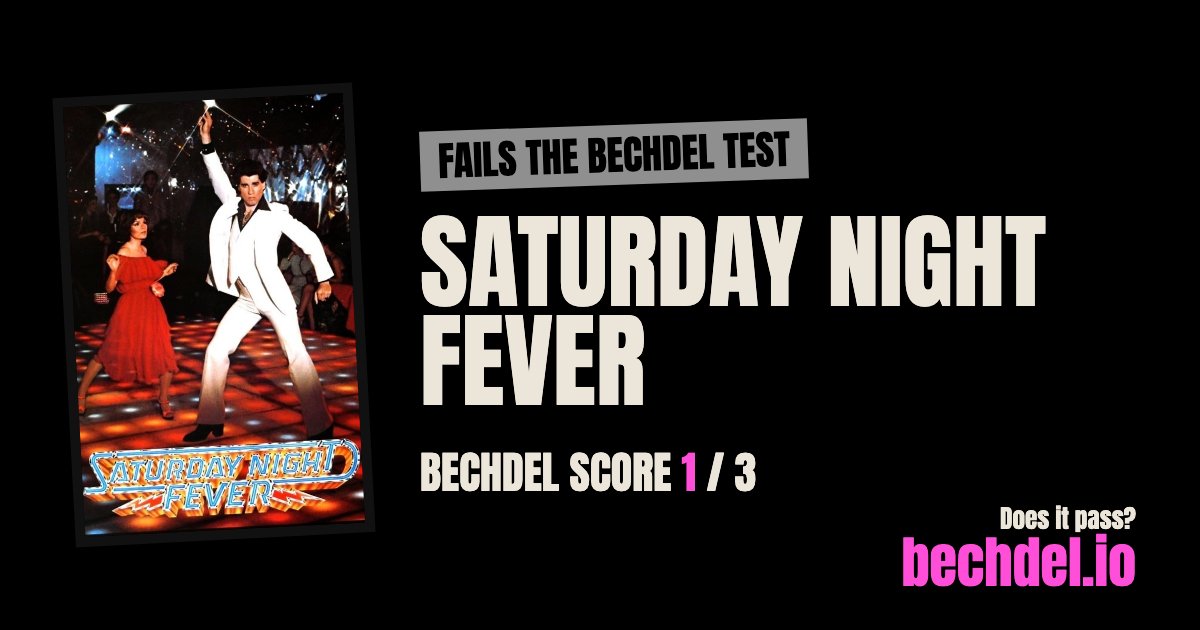 FAILS THE BECHDEL TEST
SATURDAY NIGHT
FEVER
BECHDEL SCORE 1 / 3
SATURDAY NIGHT
FEVER
Does it pass?
bechdel.io